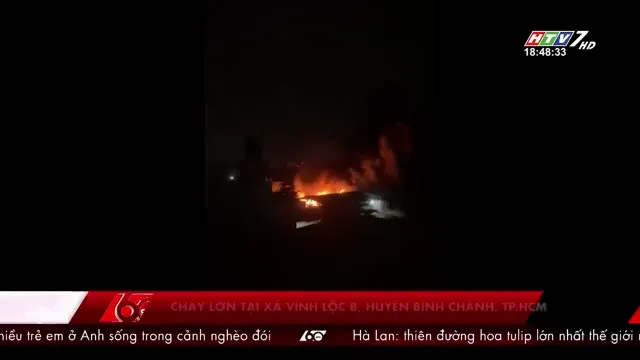 HTV7 HD
18:48:33
CHÁY LỚN TẠI XÃ VĨNH LỘC B, HUYỆN BÌNH CHÁNH, TP.HCM
trẻ em ở Anh sống trong cảnh nghèo đói
Hà Lan: thiên đường hoa tulip lớn nhất thế giới